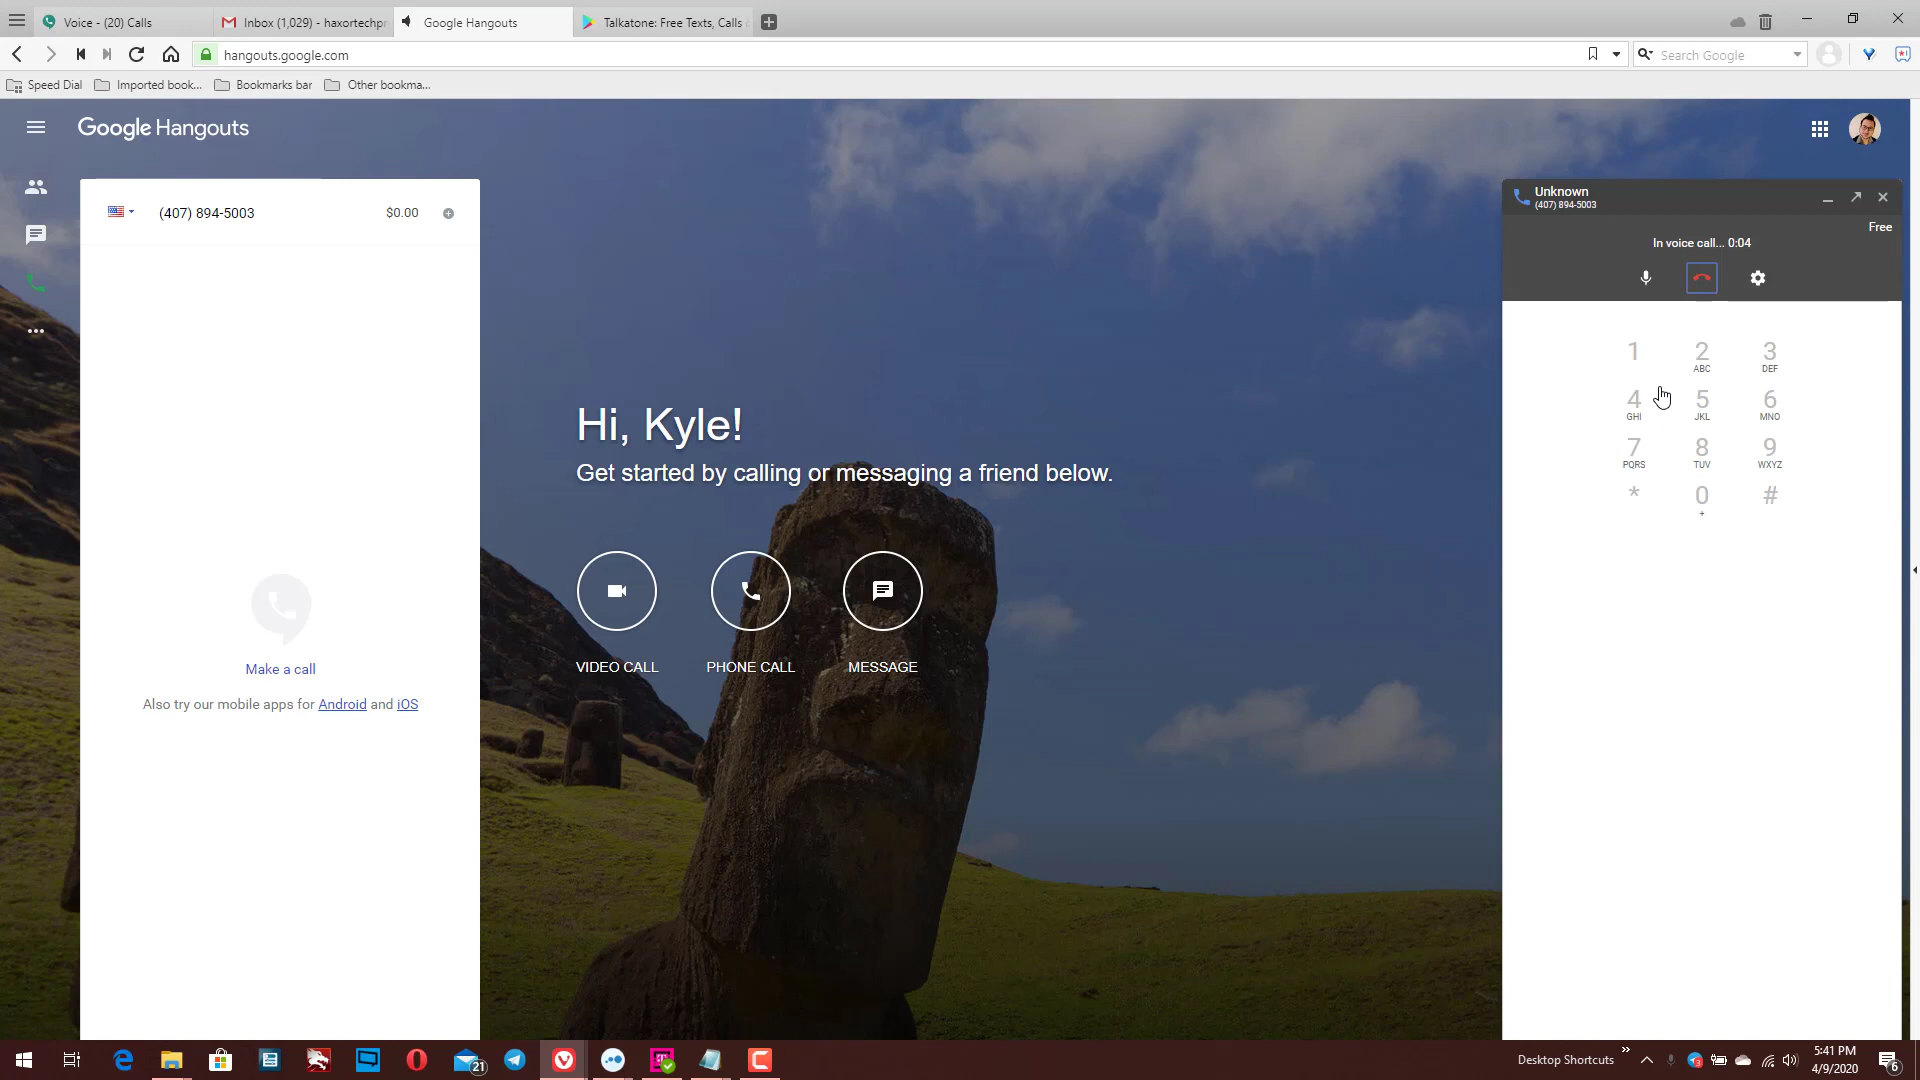 Voice - (20) Calls
Inbox (1,029) - haxortechpr
Google Hangouts
Talkatone: Free Texts, Calls
hangouts.google.com
Search Google
Speed Dial
Imported book...
Bookmarks bar
Other bookma...
Google Hangouts
(407) 894-5003
$0.00
Unknown
(407) 894-5003
Free
In voice call... 0:04
1
2
3
ABC
DEF
4
5
6
GHI
JKL
MNO
7
8
9
PQRS
TUV
WXYZ
*
0
#
+
Hi, Kyle!
Get started by calling or messaging a friend below.
VIDEO CALL
PHONE CALL
MESSAGE
Make a call
Also try our mobile apps for Android and iOS
21
Desktop Shortcuts
»
3
5:41 PM
4/9/2020
6